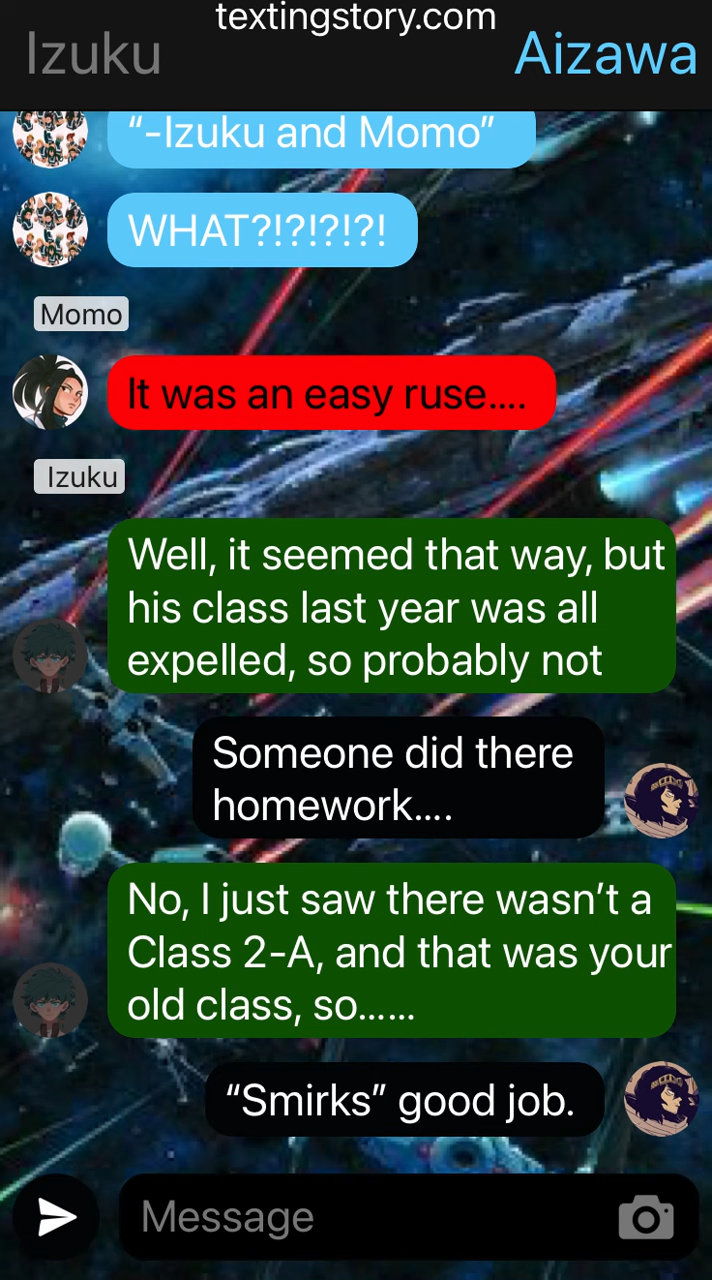 textingstory.com
Izuku
Aizawa
“-Izuku and Momo”
WHAT?!?!?!?!
Momo
It was an easy ruse....
Izuku
Well, it seemed that way, but
his class last year was all
expelled, so probably not
Someone did there
homework....
No, I just saw there wasn’t a
Class 2-A, and that was your
old class, so......
“Smirks” good job.
Message